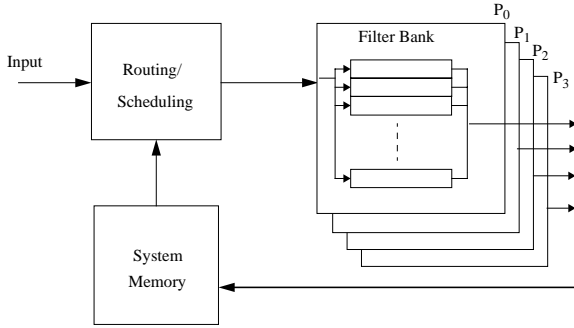 Input
Routing/
Scheduling
Filter Bank
P0
P1
P2
P3
System
Memory